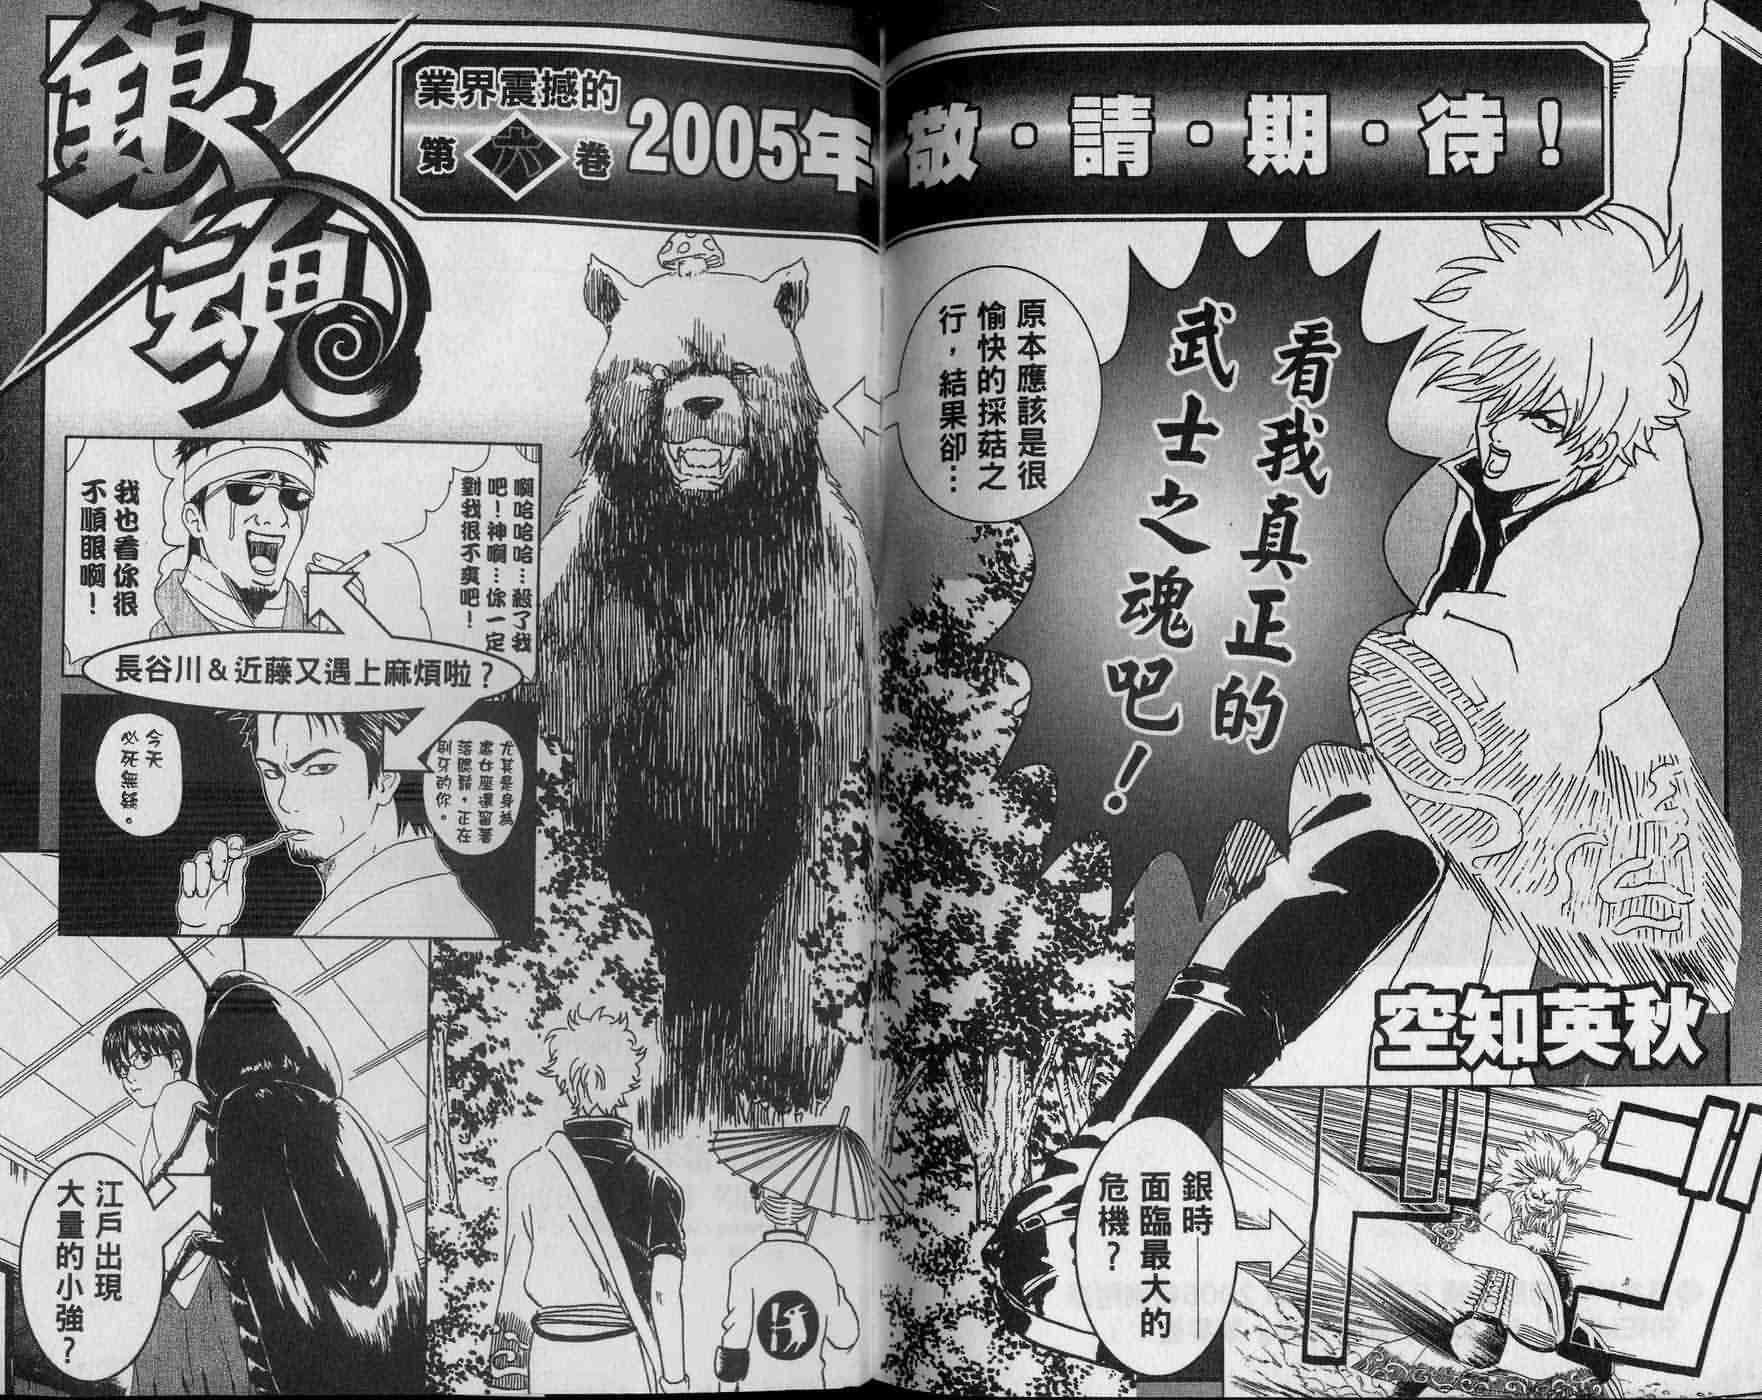 銀魂
業界震撼的
第六巻
2005年 敬・請・期・待!
看我真正的
武士之魂吧!
原本應該是很
愉快的採菇之
行，結果卻…
啊哈哈哈…殺了我
吧!神啊…你一定
對我很不爽吧!
我也看你很
不順眼啊!
長谷川&近藤又遇上麻煩啦?
尤其是身為
處女座還留著
落腮鬍，正在
剔牙的你。
今天
必死無疑。
空知英秋
銀時
面臨最大的
危機?
江戶出現
大量的小強?